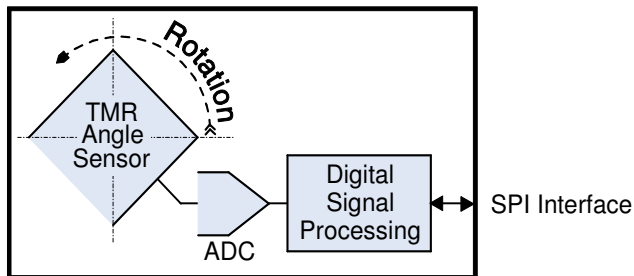 Rotation
TMR
Angle
Sensor
ADC
Digital
Signal
Processing
SPI Interface